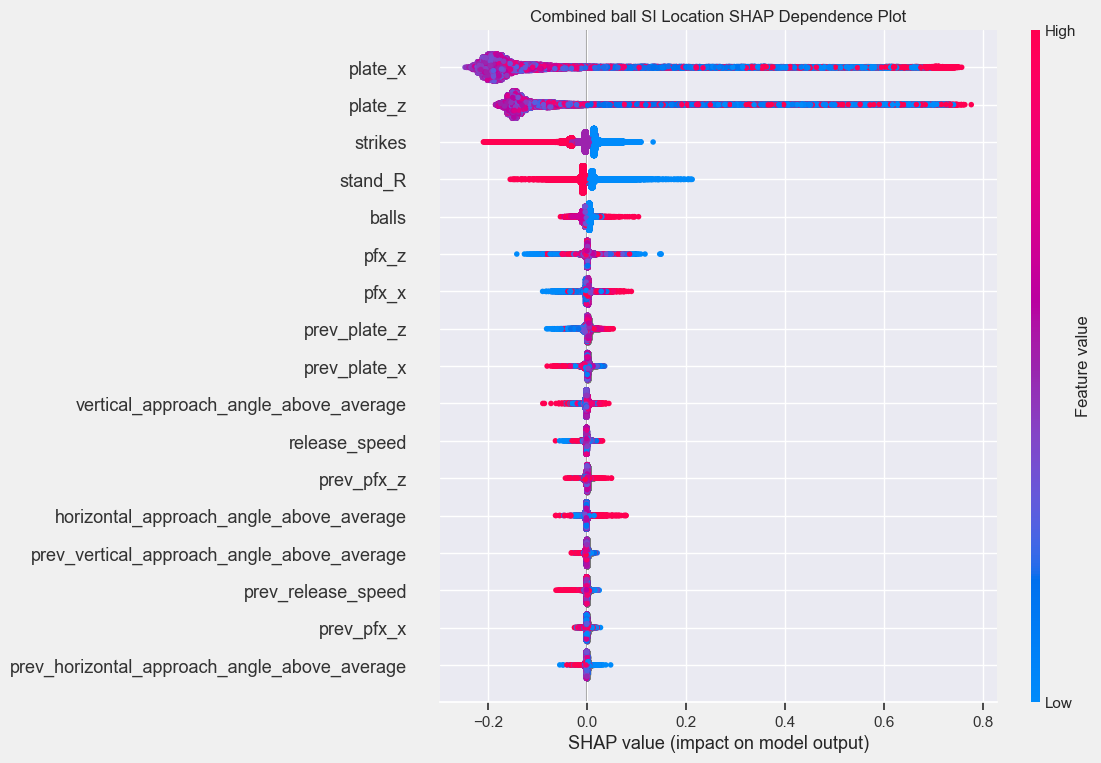 Combined ball SI Location SHAP Dependence Plot
High
plate_x
plate_z
strikes
stand_R
balls
pfx_z
pfx_x
prev_plate_z
prev_plate_x
vertical_approach_angle_above_average
release_speed
prev_pfx_z
horizontal_approach_angle_above_average
prev_vertical_approach_angle_above_average
prev_release_speed
prev_pfx_x
prev_horizontal_approach_angle_above_average
Feature value
Low
−0.2 0.0 0.2 0.4 0.6 0.8
SHAP value (impact on model output)